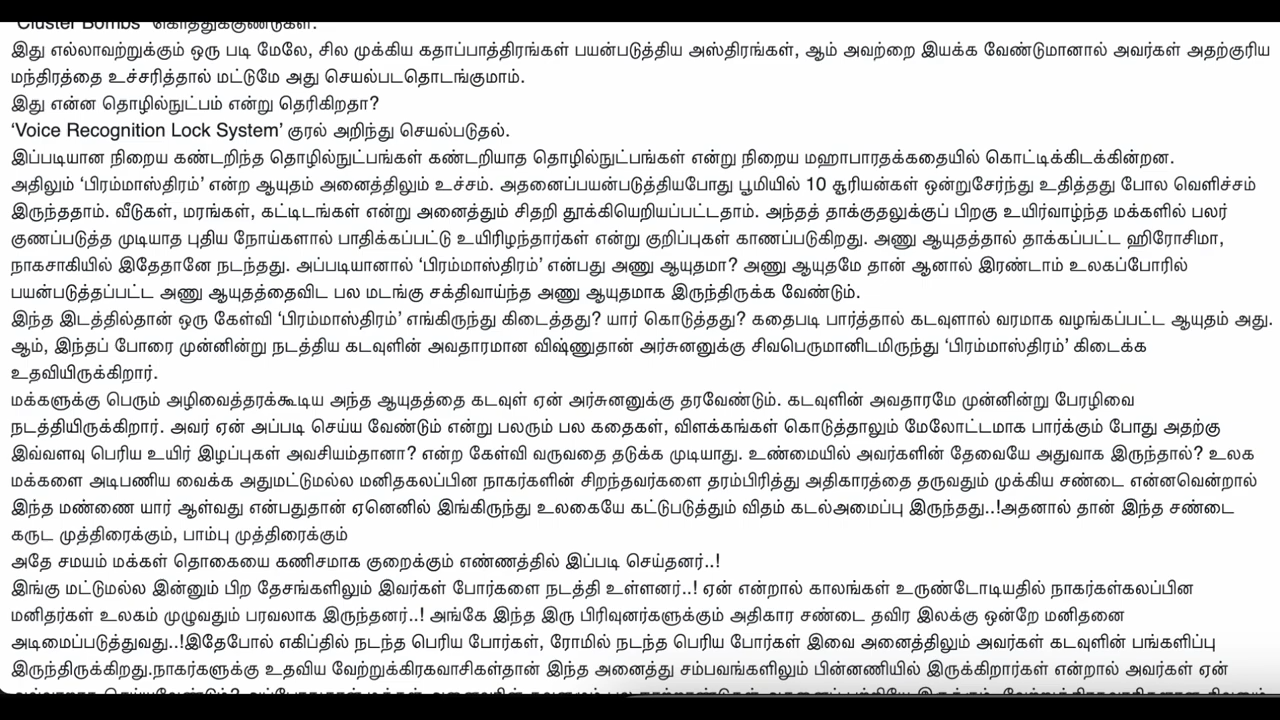 'Cluster Bombs' கொத்துக்குண்டுகள்.
இது எல்லாவற்றுக்கும் ஒரு படி மேலே, சில முக்கிய கதாப்பாத்திரங்கள் பயன்படுத்திய அஸ்திரங்கள், ஆம் அவற்றை இயக்க வேண்டுமானால் அவர்கள் அதற்குரிய
மந்திரத்தை உச்சரித்தால் மட்டுமே அது செயல்படதொடங்குமாம்.
இது என்ன தொழில்நுட்பம் என்று தெரிகிறதா?
‘Voice Recognition Lock System’ குரல் அறிந்து செயல்படுதல்.
இப்படியான நிறைய கண்டறிந்த தொழில்நுட்பங்கள் கண்டறியாத தொழில்நுட்பங்கள் என்று நிறைய மஹாபாரதக்கதையில் கொட்டிக்கிடக்கின்றன.
அதிலும் ‘பிரம்மாஸ்திரம்’ என்ற ஆயுதம் அனைத்திலும் உச்சம். அதனைப்பயன்படுத்தியபோது பூமியில் 10 சூரியன்கள் ஒன்றுசேர்ந்து உதித்தது போல வெளிச்சம்
இருந்ததாம். வீடுகள், மரங்கள், கட்டிடங்கள் என்று அனைத்தும் சிதறி தூக்கியெறியப்பட்டதாம். அந்தத் தாக்குதலுக்குப் பிறகு உயிர்வாழ்ந்த மக்களில் பலர்
குணப்படுத்த முடியாத புதிய நோய்களால் பாதிக்கப்பட்டு உயிரிழந்தார்கள் என்று குறிப்புகள் காணப்படுகிறது. அணு ஆயுதத்தால் தாக்கப்பட்ட ஹிரோசிமா,
நாகசாகியில் இதேதானே நடந்தது. அப்படியானால் ‘பிரம்மாஸ்திரம்’ என்பது அணு ஆயுதமா? அணு ஆயுதமே தான் ஆனால் இரண்டாம் உலகப்போரில்
பயன்படுத்தப்பட்ட அணு ஆயுதத்தைவிட பல மடங்கு சக்திவாய்ந்த அணு ஆயுதமாக இருந்திருக்க வேண்டும்.
இந்த இடத்தில்தான் ஒரு கேள்வி ‘பிரம்மாஸ்திரம்’ எங்கிருந்து கிடைத்தது? யார் கொடுத்தது? கதைபடி பார்த்தால் கடவுளால் வரமாக வழங்கப்பட்ட ஆயுதம் அது.
ஆம், இந்தப் போரை முன்னின்று நடத்திய கடவுளின் அவதாரமான விஷ்ணுதான் அர்சுனனுக்கு சிவபெருமானிடமிருந்து ‘பிரம்மாஸ்திரம்’ கிடைக்க
உதவியிருக்கிறார்.
மக்களுக்கு பெரும் அழிவைத்தரக்கூடிய அந்த ஆயுதத்தை கடவுள் ஏன் அர்சுனனுக்கு தரவேண்டும். கடவுளின் அவதாரமே முன்னின்று பேரழிவை
நடத்தியிருக்கிறார். அவர் ஏன் அப்படி செய்ய வேண்டும் என்று பலரும் பல கதைகள், விளக்கங்கள் கொடுத்தாலும் மேலோட்டமாக பார்க்கும் போது அதற்கு
இவ்வளவு பெரிய உயிர் இழப்புகள் அவசியம்தானா? என்ற கேள்வி வருவதை தடுக்க முடியாது. உண்மையில் அவர்களின் தேவையே அதுவாக இருந்தால்? உலக
மக்களை அடிபணிய வைக்க அதுமட்டுமல்ல மனிதகலப்பின நாகர்களின் சிறந்தவர்களை தரம்பிரித்து அதிகாரத்தை தருவதும் முக்கிய சண்டை என்னவென்றால்
இந்த மண்ணை யார் ஆள்வது என்பதுதான் ஏனெனில் இங்கிருந்து உலகையே கட்டுபடுத்தும் விதம் கடல்அமைப்பு இருந்தது..!அதனால் தான் இந்த சண்டை
கருட முத்திரைக்கும், பாம்பு முத்திரைக்கும்
அதே சமயம் மக்கள் தொகையை கணிசமாக குறைக்கும் எண்ணத்தில் இப்படி செய்தனர்..!
இங்கு மட்டுமல்ல இன்னும் பிற தேசங்களிலும் இவர்கள் போர்களை நடத்தி உள்ளனர்..! ஏன் என்றால் காலங்கள் உருண்டோடியதில் நாகர்கள்கலப்பின
மனிதர்கள் உலகம் முழுவதும் பரவலாக இருந்தனர்..! அங்கே இந்த இரு பிரிவுனர்களுக்கும் அதிகார சண்டை தவிர இலக்கு ஒன்றே மனிதனை
அடிமைப்படுத்துவது..!இதேபோல் எகிப்தில் நடந்த பெரிய போர்கள், ரோமில் நடந்த பெரிய போர்கள் இவை அனைத்திலும் அவர்கள் கடவுளின் பங்களிப்பு
இருந்திருக்கிறது.நாகர்களுக்கு உதவிய வேற்றுக்கிரகவாசிகள்தான் இந்த அனைத்து சம்பவங்களிலும் பின்னணியில் இருக்கிறார்கள் என்றால் அவர்கள் ஏன்